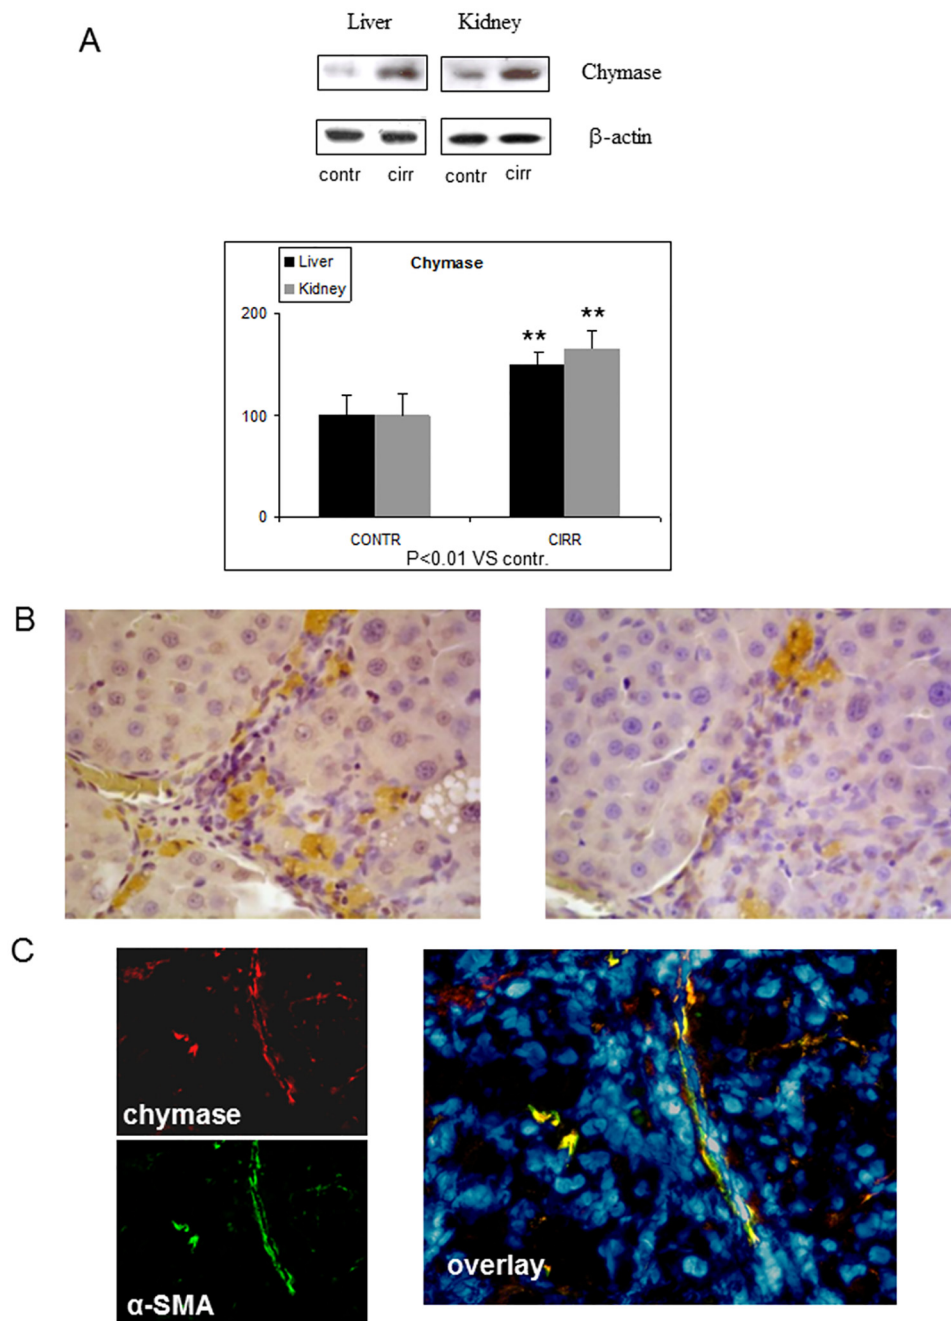 A
Liver Kidney
Chymase
β-actin
contr cirr contr cirr
Liver
Kidney
Chymase
**
**
200
100
0
CONTR CIRR
P<0.01 VS contr.
B
C
chymase
α-SMA
overlay